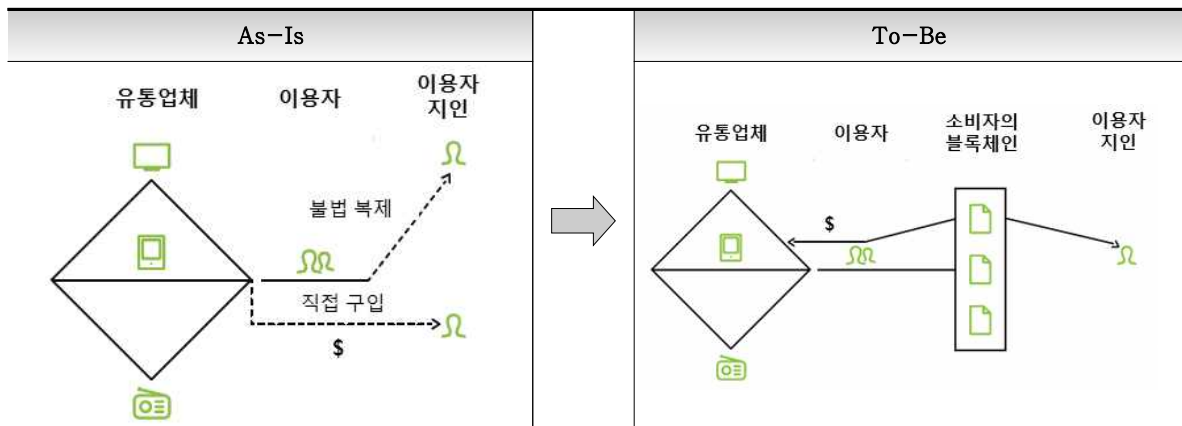 As-Is
유통업체
이용자
이용자
지인
불법 복제
직접 구입
$
To-Be
유통업체
이용자
소비자의
블록체인
이용자
지인
$